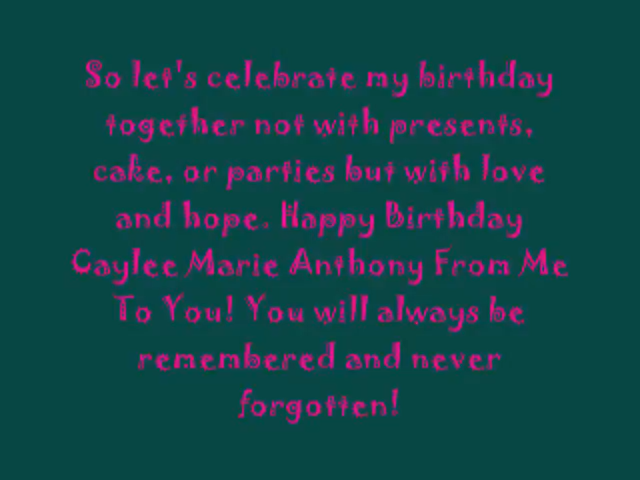 So let's celebrate my birthday
together not with presents,
cake, or parties but with love
and hope. Happy Birthday
Caylee Marie Anthony From Me
To You! You will always be
remembered and never
forgotten!